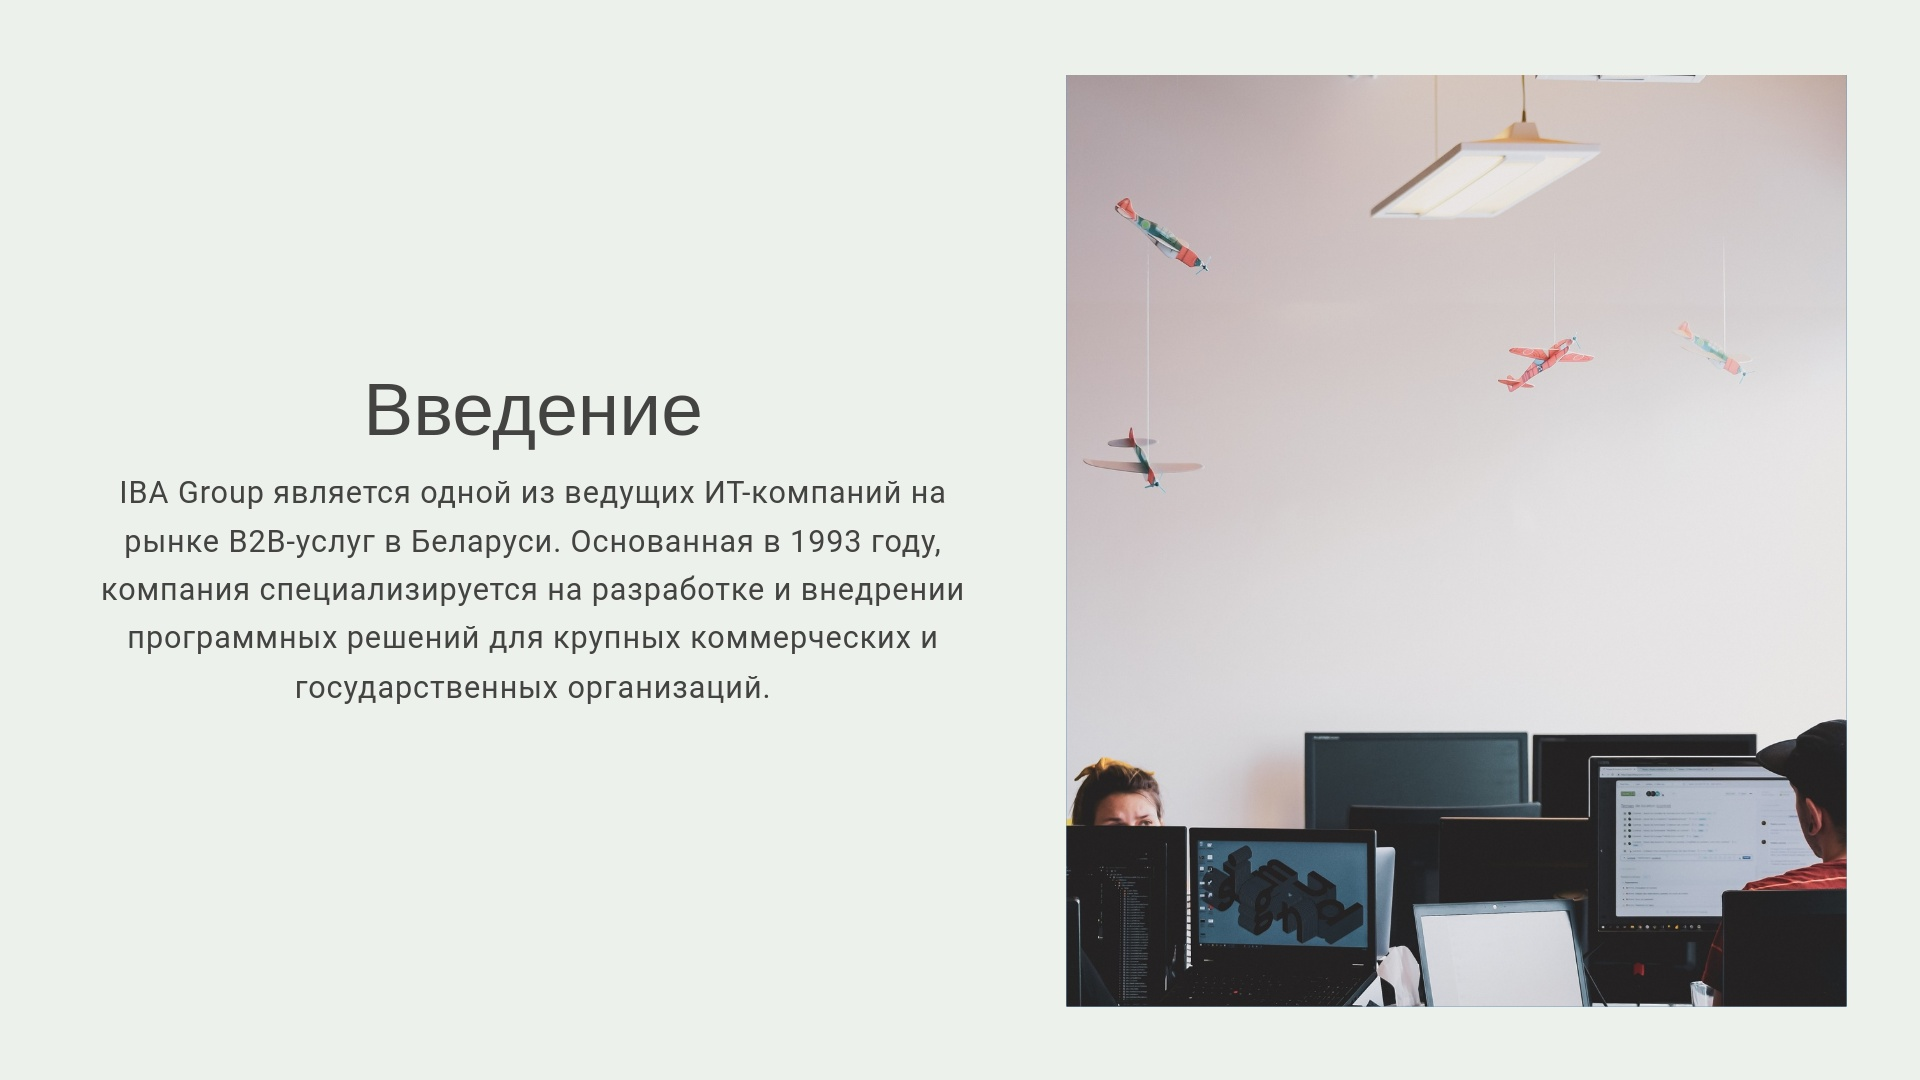 Введение
IBA Group является одной из ведущих ИТ-компаний на
рынке B2B-услуг в Беларуси. Основанная в 1993 году,
компания специализируется на разработке и внедрении
программных решений для крупных коммерческих и
государственных организаций.